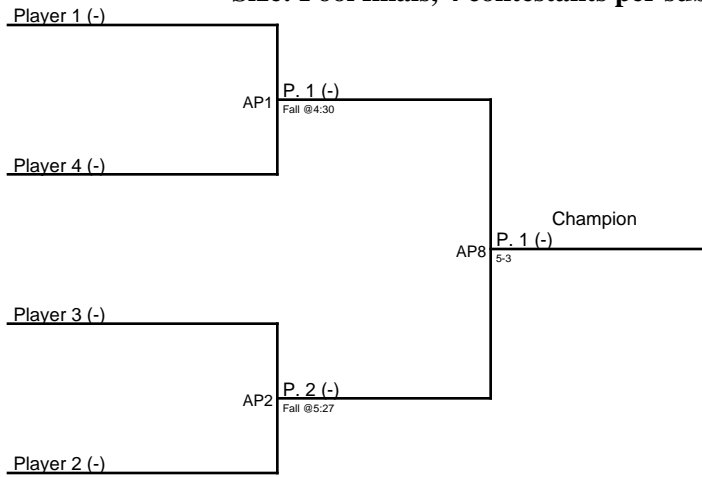 Player 1 (-)
P. 1 (-)
AP1
Fall @4:30
Player 4 (-)
Champion
P. 1 (-)
AP8
5-3
Player 3 (-)
P. 2 (-)
AP2
Fall @5:27
Player 2 (-)